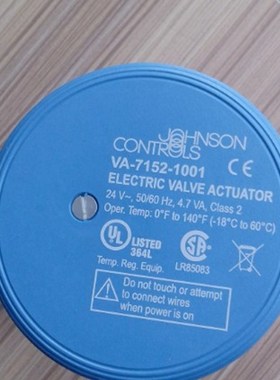 JOHNSON
CONTROLS
CE
VA-7152-1001
ELECTRIC VALVE ACTUATOR
24 V~, 50/60 Hz, 4.7 VA, Class 2
Oper. Temp: 0°F to 140°F (-18°C to 60°C)
UL LISTED
364L
SA
Temp. Reg. Equip.
LR85083
Do not touch or attempt
to connect wires
when power is on